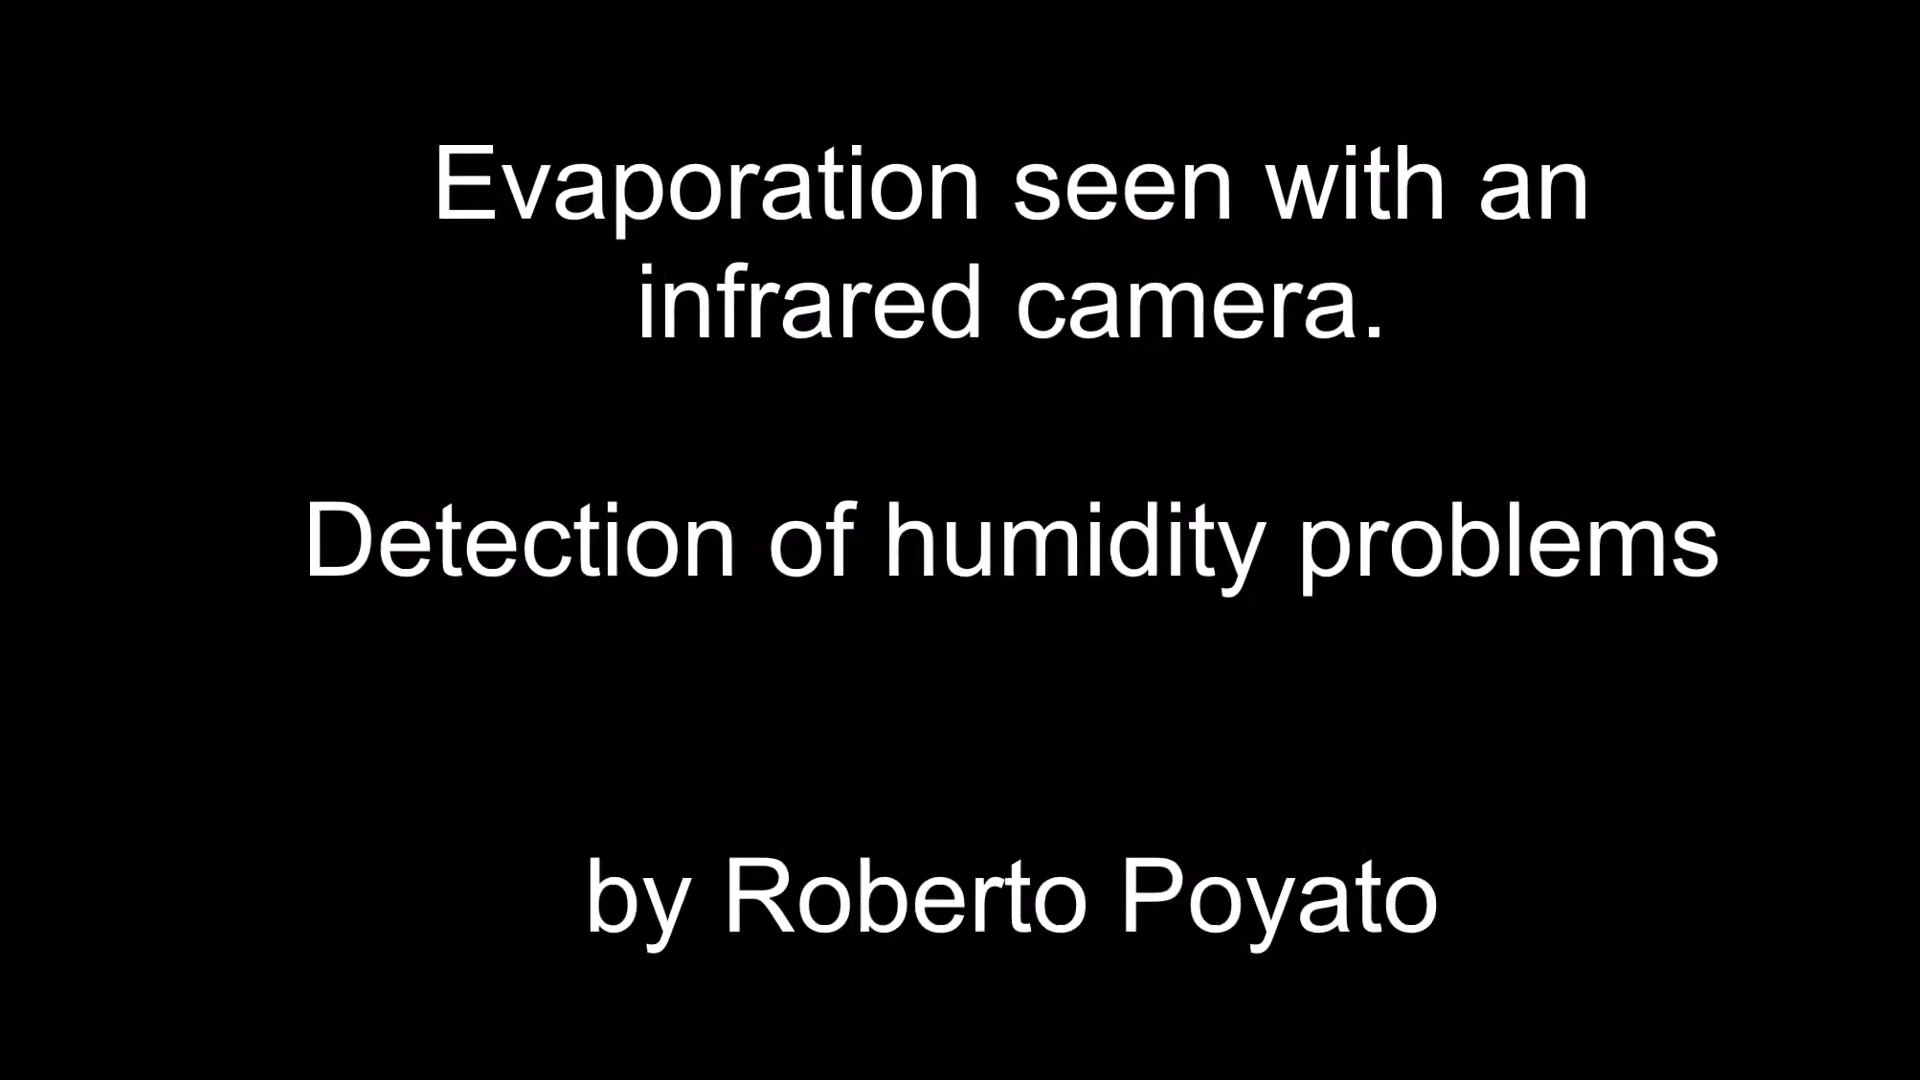 Evaporation seen with an
infrared camera.
Detection of humidity problems
by Roberto Poyato